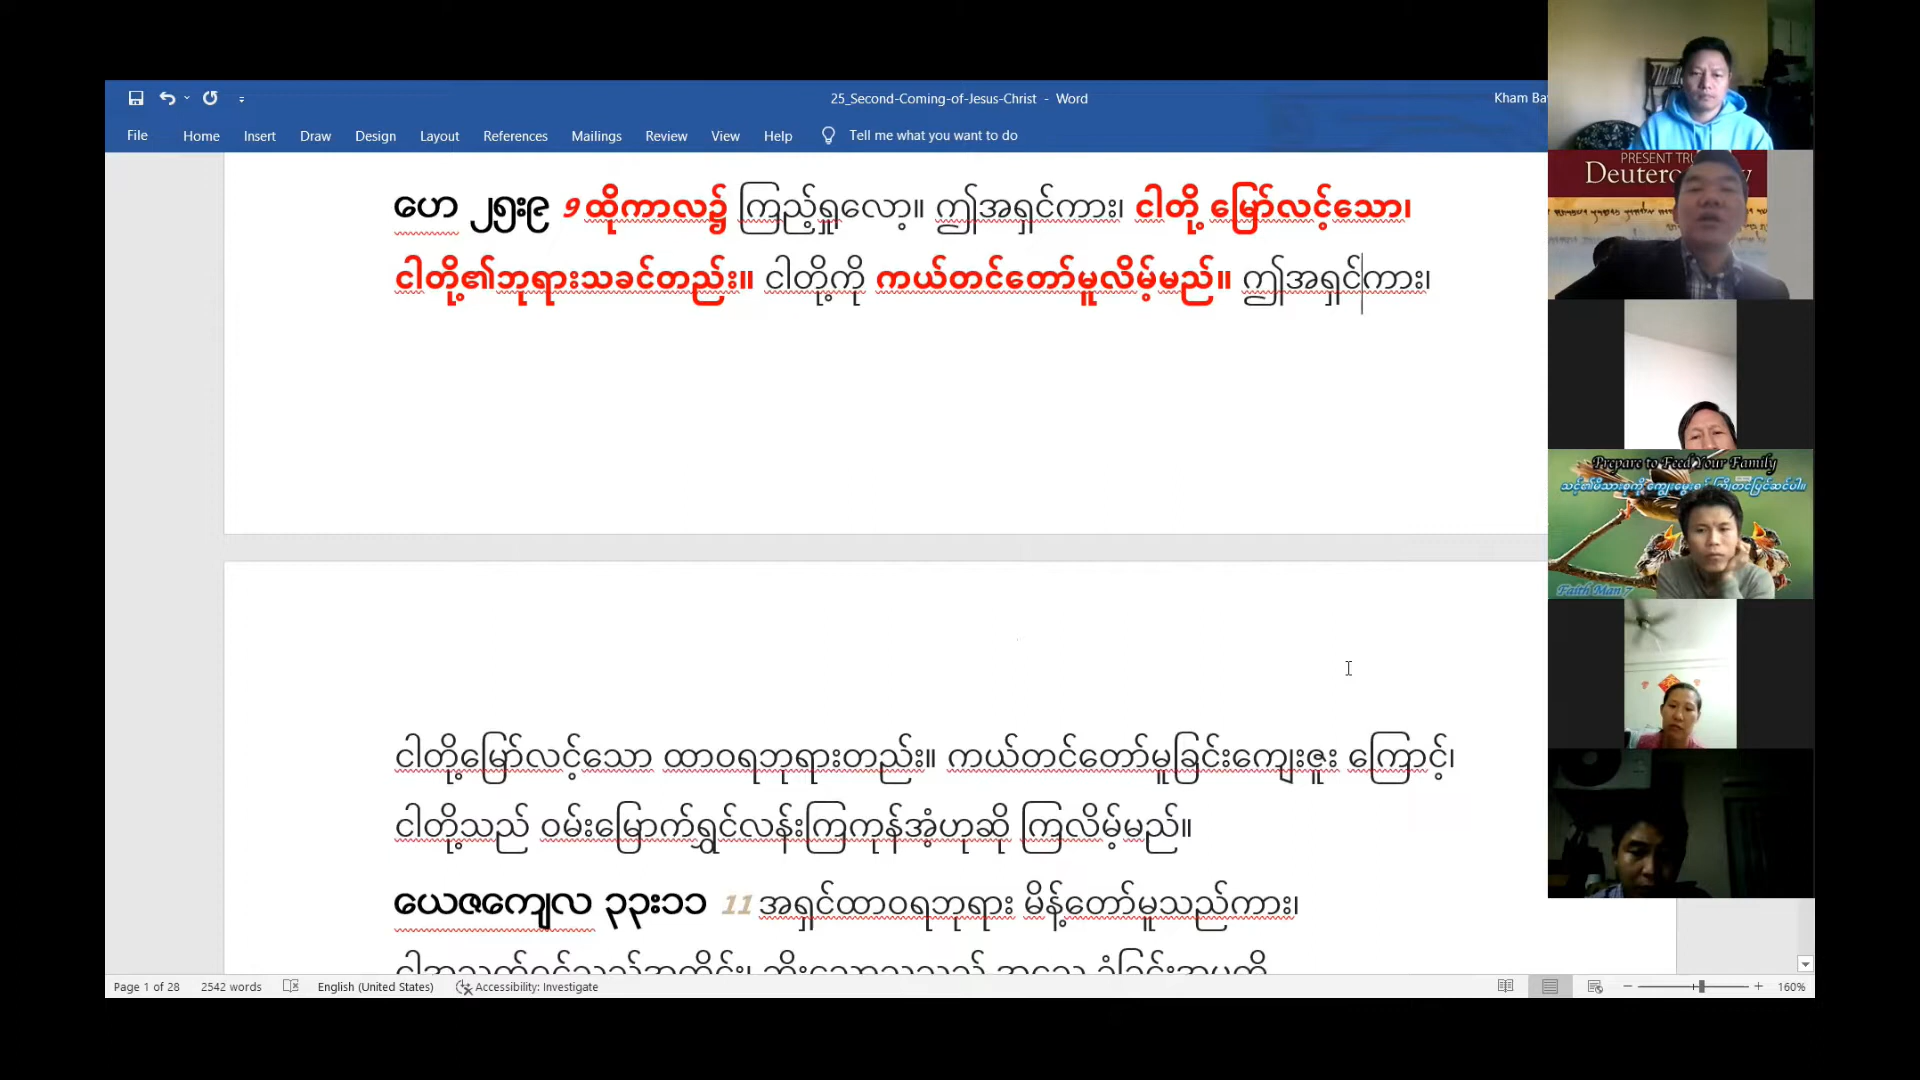 25_Second-Coming-of-Jesus-Christ - Word
Kham Ba
File Home Insert Draw Design Layout References Mailings Review View Help Tell me what you want to do
ဟေ ၂၅း၉ 9 ထိုကာလ၌ ကြည့်ရှုလော့။ ဤအရှင်ကား၊ ငါတို့ မြော်လင့်သော၊
ငါတို့၏ဘုရားသခင်တည်း။ ငါတို့ကို ကယ်တင်တော်မူလိမ့်မည်။ ဤအရှင်ကား၊
ငါတို့မြော်လင့်သော ထာဝရဘုရားတည်း။ ကယ်တင်တော်မူခြင်းကျေးဇူး ကြောင့်၊
ငါတို့သည် ဝမ်းမြောက်ရွှင်လန်းကြကုန်အံ့ဟုဆို ကြလိမ့်မည်။
ယေဇကျေလ ၃၃း၁၁ 11 အရှင်ထာဝရဘုရား မိန့်တော်မူသည်ကား၊
PRESENT TRU
Deutero y
Prepare to Feed Your Family
Faith Man 7
Page 1 of 28 2542 words English (United States) Accessibility: Investigate 160%